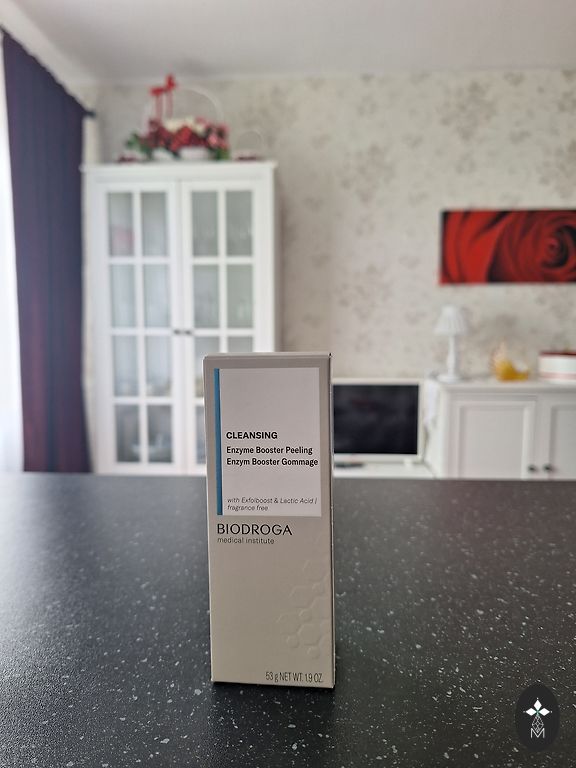 CLEANSING
Enzyme Booster Peeling
Enzym Booster Gommage
with Exfolboost & Lactic Acid |
fragrance free
BIODROGA
medical institute
53 g NET WT. 1.9 OZ.